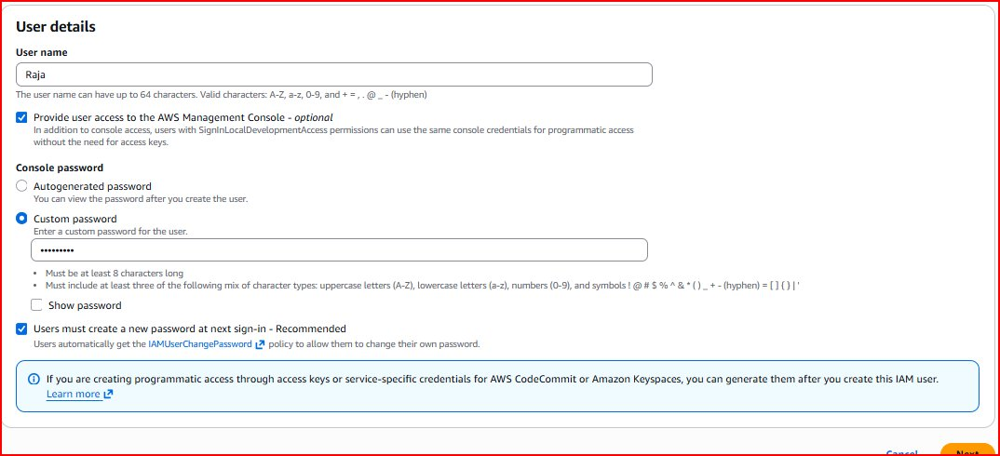 User details
User name
Raja
The user name can have up to 64 characters. Valid characters: A-Z, a-z, 0-9, and + = , . @ _ - (hyphen)
Provide user access to the AWS Management Console - optional
In addition to console access, users with SignInLocalDevelopmentAccess permissions can use the same console credentials for programmatic access
without the need for access keys.
Console password
Autogenerated password
You can view the password after you create the user.
Custom password
Enter a custom password for the user.
•••••••••
• Must be at least 8 characters long
• Must include at least three of the following mix of character types: uppercase letters (A-Z), lowercase letters (a-z), numbers (0-9), and symbols ! @ # $ % ^ & * ( ) _ + - (hyphen) = [ ] { } | '
Show password
Users must create a new password at next sign-in - Recommended
Users automatically get the IAMUserChangePassword policy to allow them to change their own password.
If you are creating programmatic access through access keys or service-specific credentials for AWS CodeCommit or Amazon Keyspaces, you can generate them after you create this IAM user.
Learn more
Cancel Next